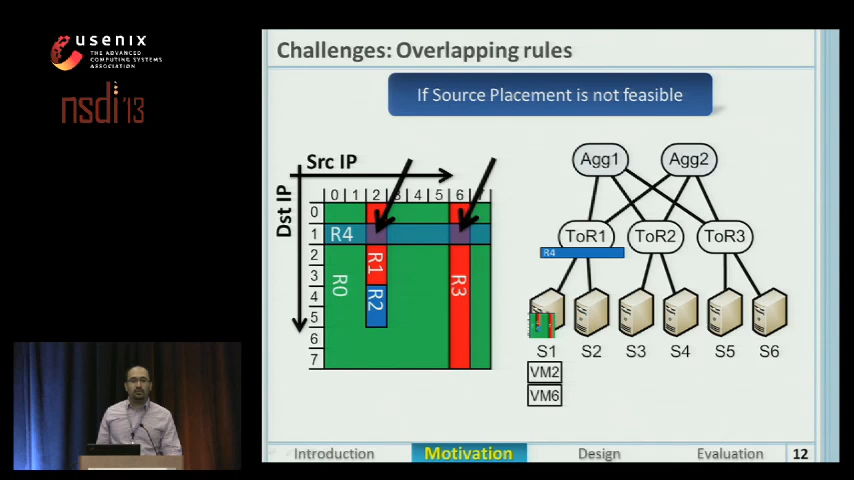 usenix
THE ADVANCED
COMPUTING SYSTEMS
ASSOCIATION
nsdi '13
Challenges: Overlapping rules
If Source Placement is not feasible
Src IP
Dst IP
0 1 2 3 4 5 6 7
0
1
2
3
4
5
6
7
R4
R0
R1
R2
R3
Agg1 Agg2
ToR1 ToR2 ToR3
R4
S1 S2 S3 S4 S5 S6
VM2
VM6
Introduction Motivation Design Evaluation 12